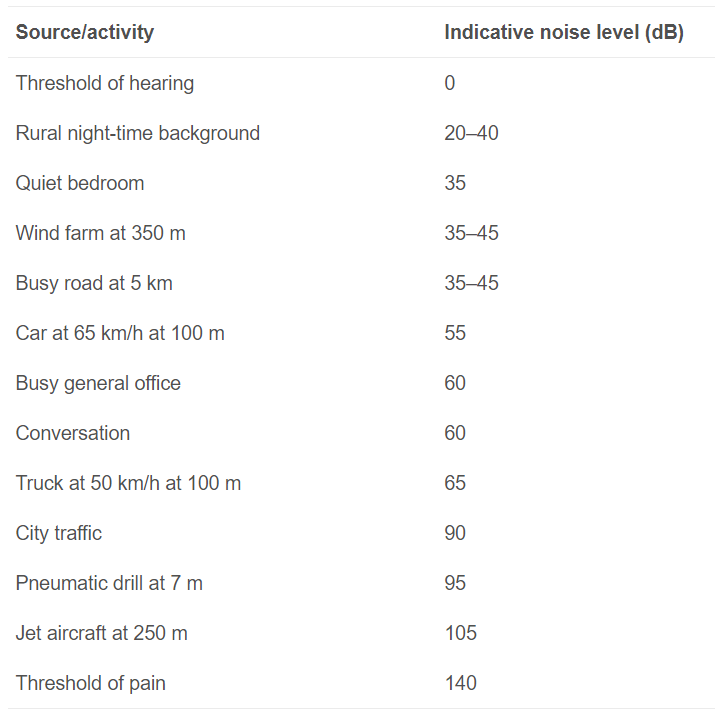 Source/activity Indicative noise level (dB)
Threshold of hearing 0
Rural night-time background 20–40
Quiet bedroom 35
Wind farm at 350 m 35–45
Busy road at 5 km 35–45
Car at 65 km/h at 100 m 55
Busy general office 60
Conversation 60
Truck at 50 km/h at 100 m 65
City traffic 90
Pneumatic drill at 7 m 95
Jet aircraft at 250 m 105
Threshold of pain 140